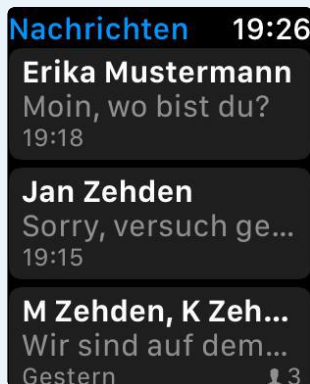 Nachrichten 19:26
Erika Mustermann
Moin, wo bist du?
19:18
Jan Zehden
Sorry, versuch ge...
19:15
M Zehden, K Zeh...
Wir sind auf dem...
Gestern 3